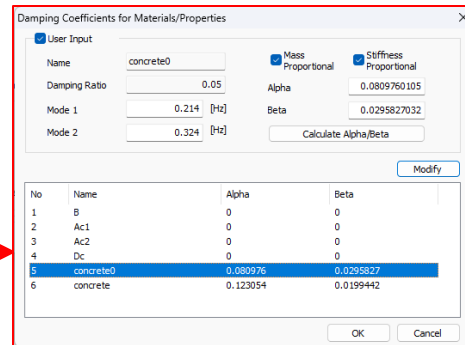 Damping Coefficients for Materials/Properties
User Input
Name concrete0
Mass Proportional
Stiffness Proportional
Damping Ratio 0.05
Alpha 0.0809760105
Mode 1 0.214 [Hz]
Beta 0.0295827032
Mode 2 0.324 [Hz]
Calculate Alpha/Beta
Modify
No Name Alpha Beta
1 B 0 0
2 Ac1 0 0
3 Ac2 0 0
4 Dc 0 0
5 concrete0 0.080976 0.0295827
6 concrete 0.123054 0.0199442
OK Cancel